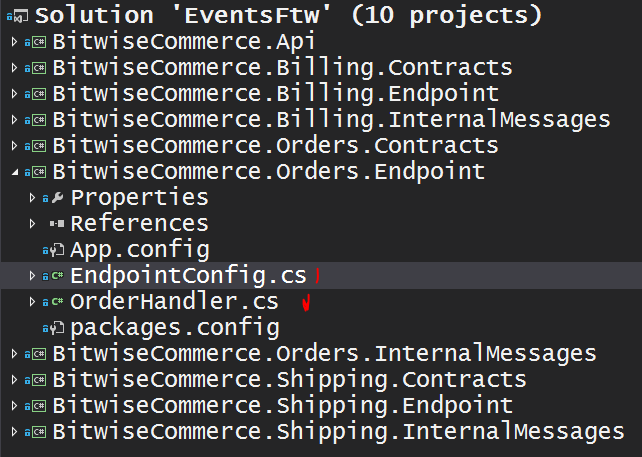 Solution 'EventsFtw' (10 projects)
BitwiseCommerce.Api
BitwiseCommerce.Billing.Contracts
BitwiseCommerce.Billing.Endpoint
BitwiseCommerce.Billing.InternalMessages
BitwiseCommerce.Orders.Contracts
BitwiseCommerce.Orders.Endpoint
Properties
References
App.config
EndpointConfig.cs
OrderHandler.cs
packages.config
BitwiseCommerce.Orders.InternalMessages
BitwiseCommerce.Shipping.Contracts
BitwiseCommerce.Shipping.Endpoint
BitwiseCommerce.Shipping.InternalMessages